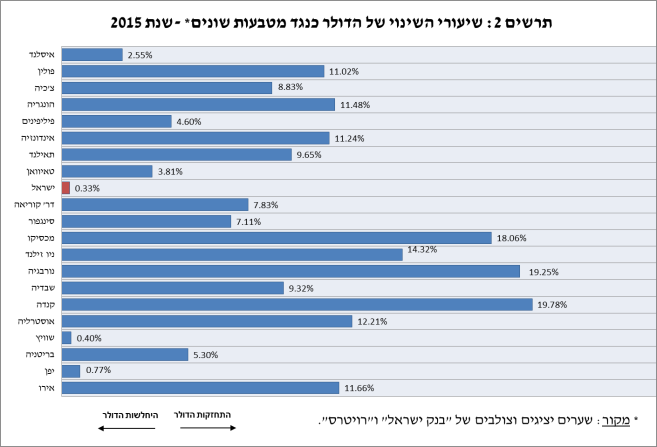 תרשים 2: שיעורי השינוי של הדולר כנגד מטבעות שונים* - שנת 2015
איסלנד 2.55%
פולין 11.02%
צ'כיה 8.83%
הונגריה 11.48%
פיליפינים 4.60%
אינדונזיה 11.24%
תאילנד 9.65%
טאיוואן 3.81%
ישראל 0.33%
דר' קוריאה 7.83%
סינגפור 7.11%
מכסיקו 18.06%
ניו זילנד 14.32%
נורבגיה 19.25%
שבדיה 9.32%
קנדה 19.78%
אוסטרליה 12.21%
שוויץ 0.40%
בריטניה 5.30%
יפן 0.77%
אירו 11.66%
התחזקות הדולר
היחלשות הדולר
* מקור: שערים יציגים וצולבים של "בנק ישראל" ו"רויטרס".